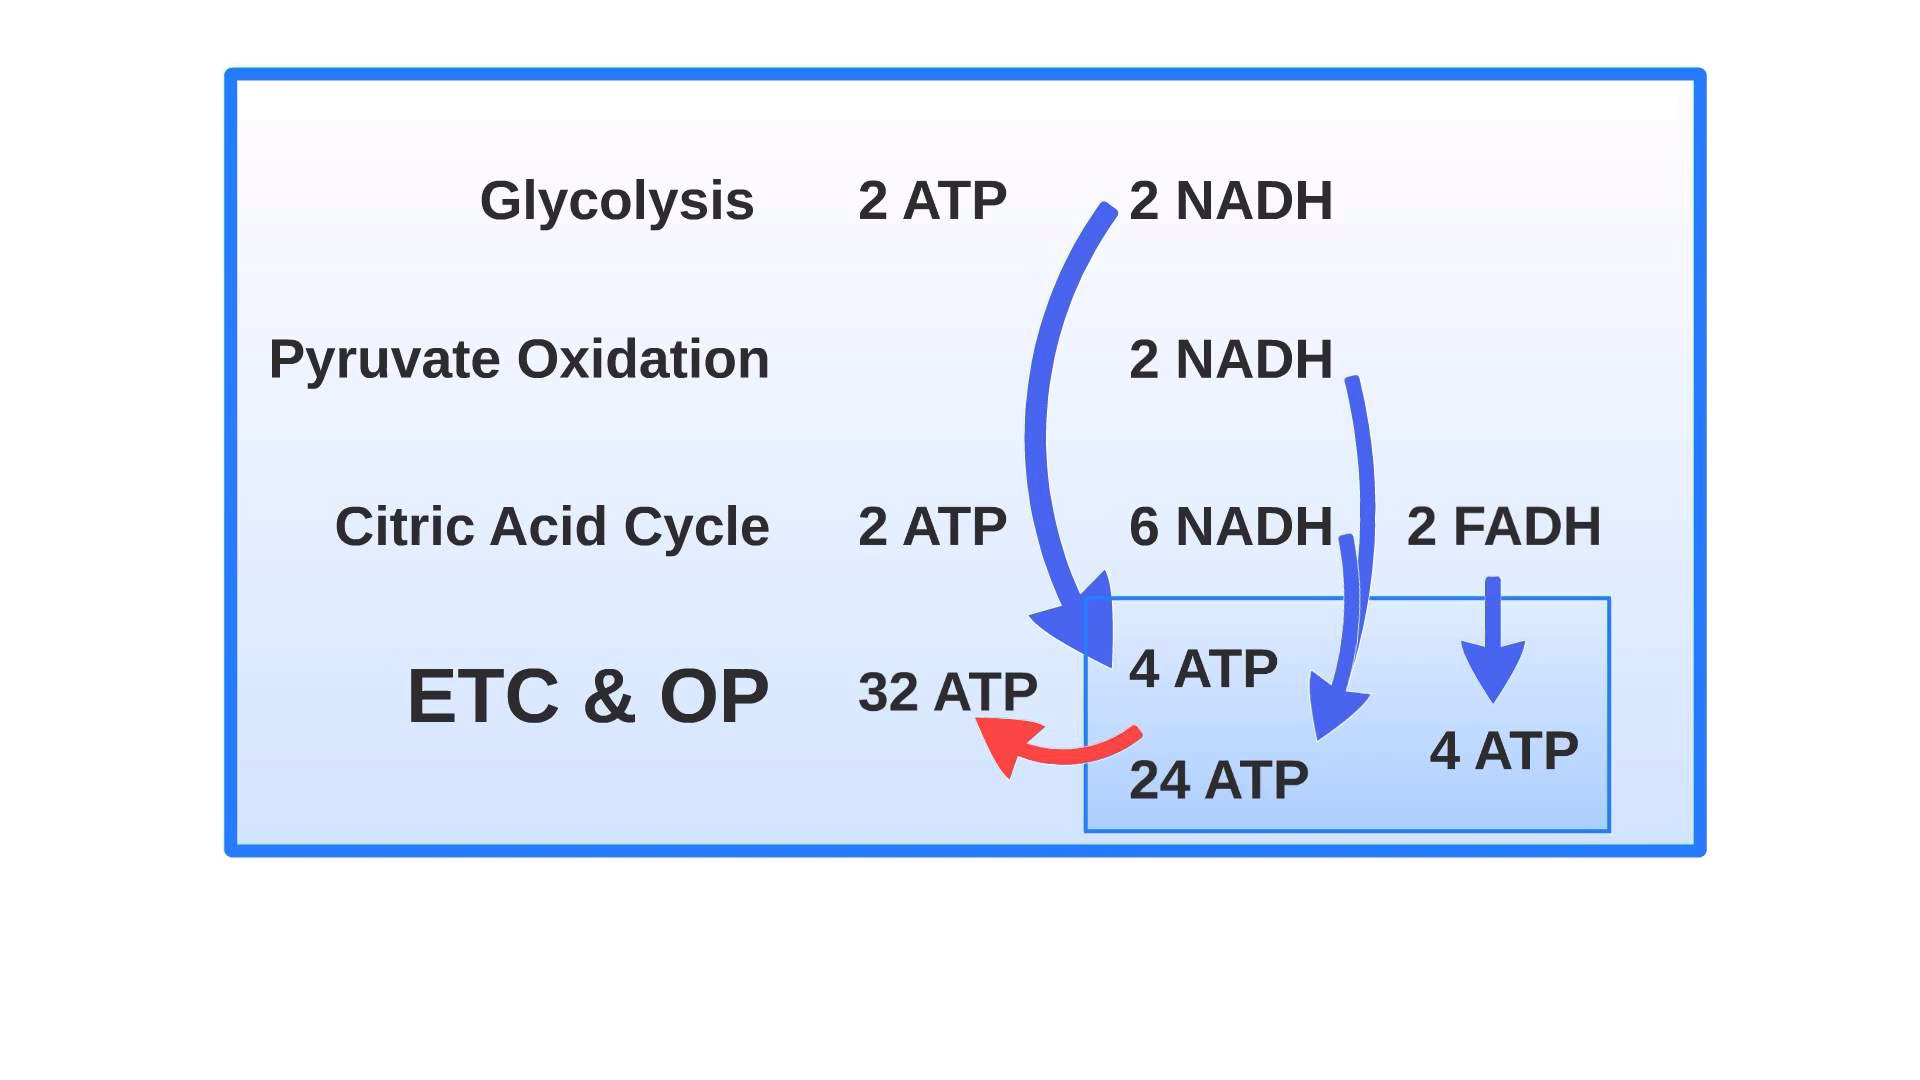 Glycolysis 2 ATP 2 NADH
Pyruvate Oxidation 2 NADH
Citric Acid Cycle 2 ATP 6 NADH 2 FADH
ETC & OP 32 ATP 4 ATP
4 ATP
24 ATP